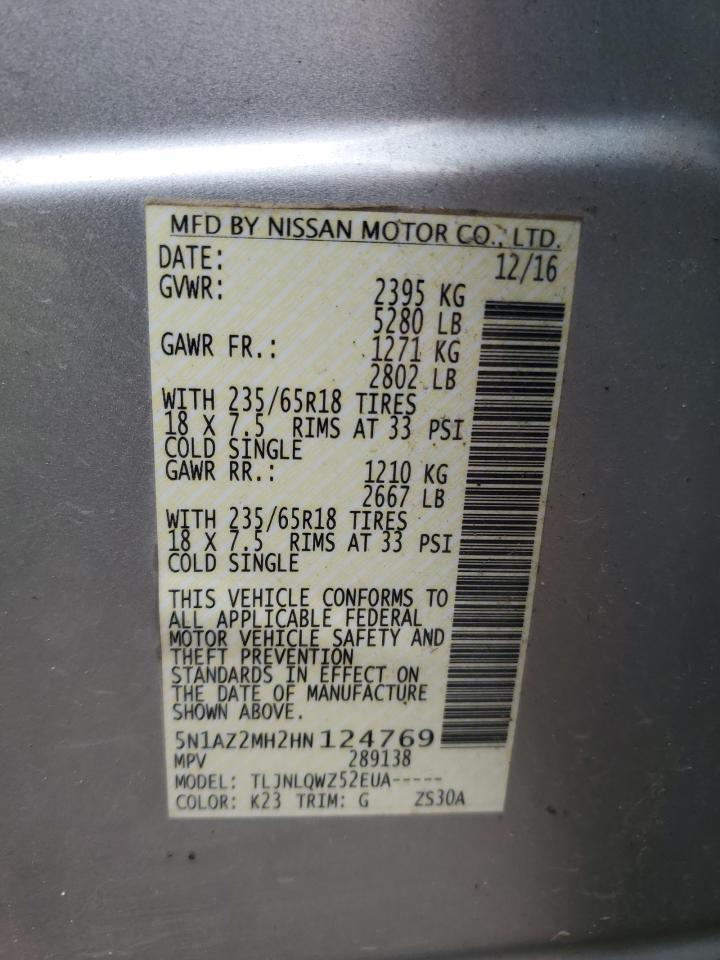 MFD BY NISSAN MOTOR CO., LTD.
DATE: 12/16
GVWR: 2395 KG
5280 LB
GAWR FR.: 1271 KG
2802 LB
WITH 235/65R18 TIRES
18 X 7.5 RIMS AT 33 PSI
COLD SINGLE
GAWR RR.: 1210 KG
2667 LB
WITH 235/65R18 TIRES
18 X 7.5 RIMS AT 33 PSI
COLD SINGLE
THIS VEHICLE CONFORMS TO
ALL APPLICABLE FEDERAL
MOTOR VEHICLE SAFETY AND
THEFT PREVENTION
STANDARDS IN EFFECT ON
THE DATE OF MANUFACTURE
SHOWN ABOVE.
5N1AZ2MH2HN124769
MPV 289138
MODEL: TLJNLQWZ52EUA-----
COLOR: K23 TRIM: G ZS30A